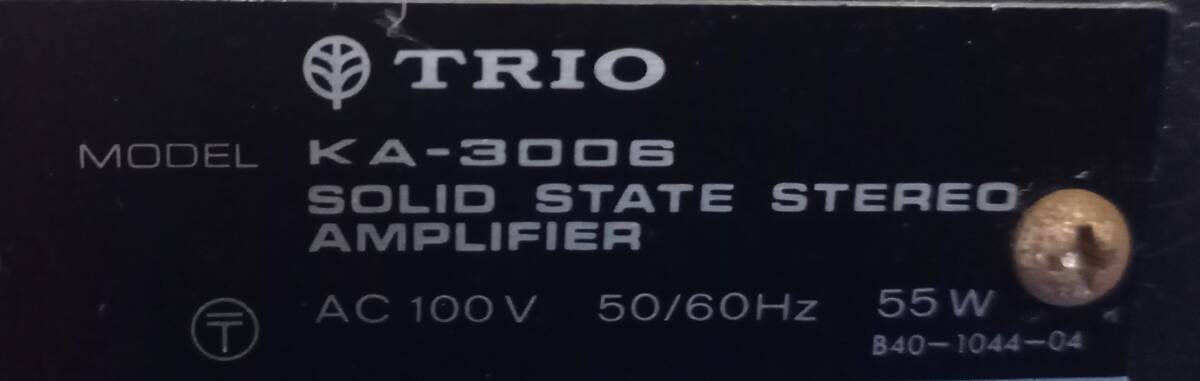 TRIO
MODEL KA-3006
SOLID STATE STEREO
AMPLIFIER
〒 AC 100V 50/60Hz 55W
B40-1044-04